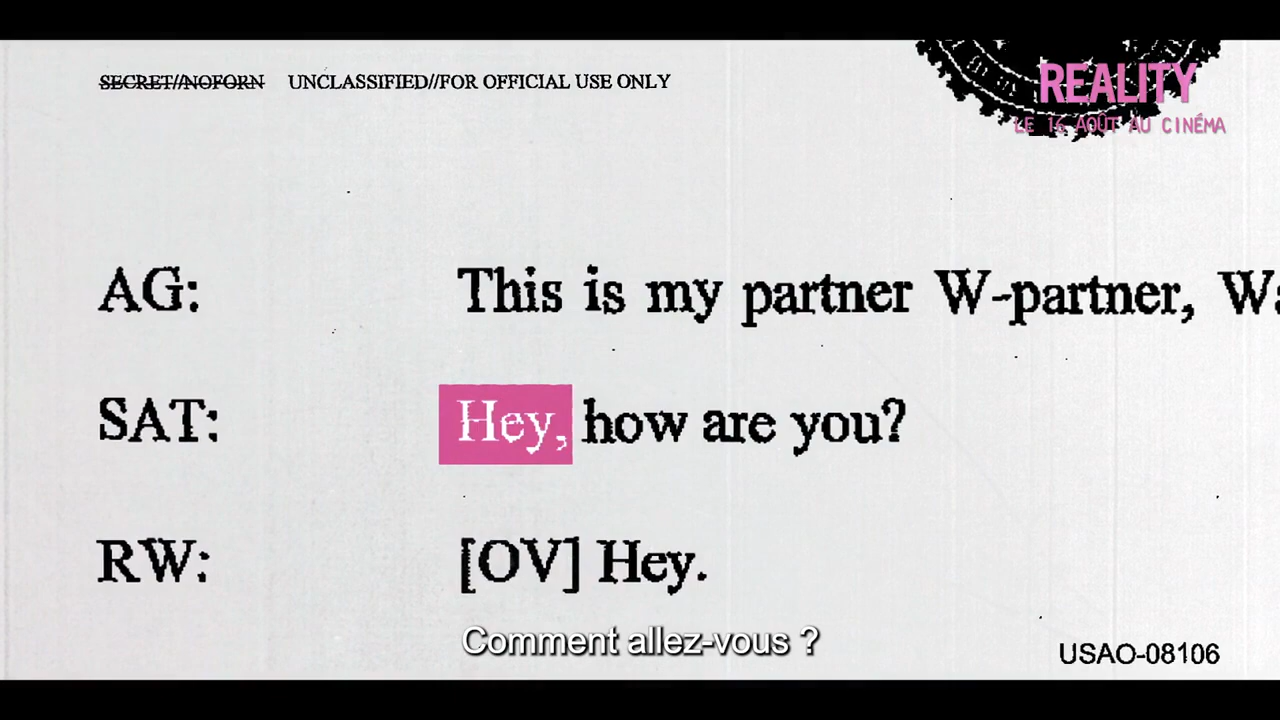 SECRET//NOFORN UNCLASSIFIED//FOR OFFICIAL USE ONLY
REALITY
LE 16 AOÛT AU CINÉMA
AG: This is my partner W-partner,
SAT: Hey, how are you?
RW: [OV] Hey.
Comment allez-vous ?
USAO-08106